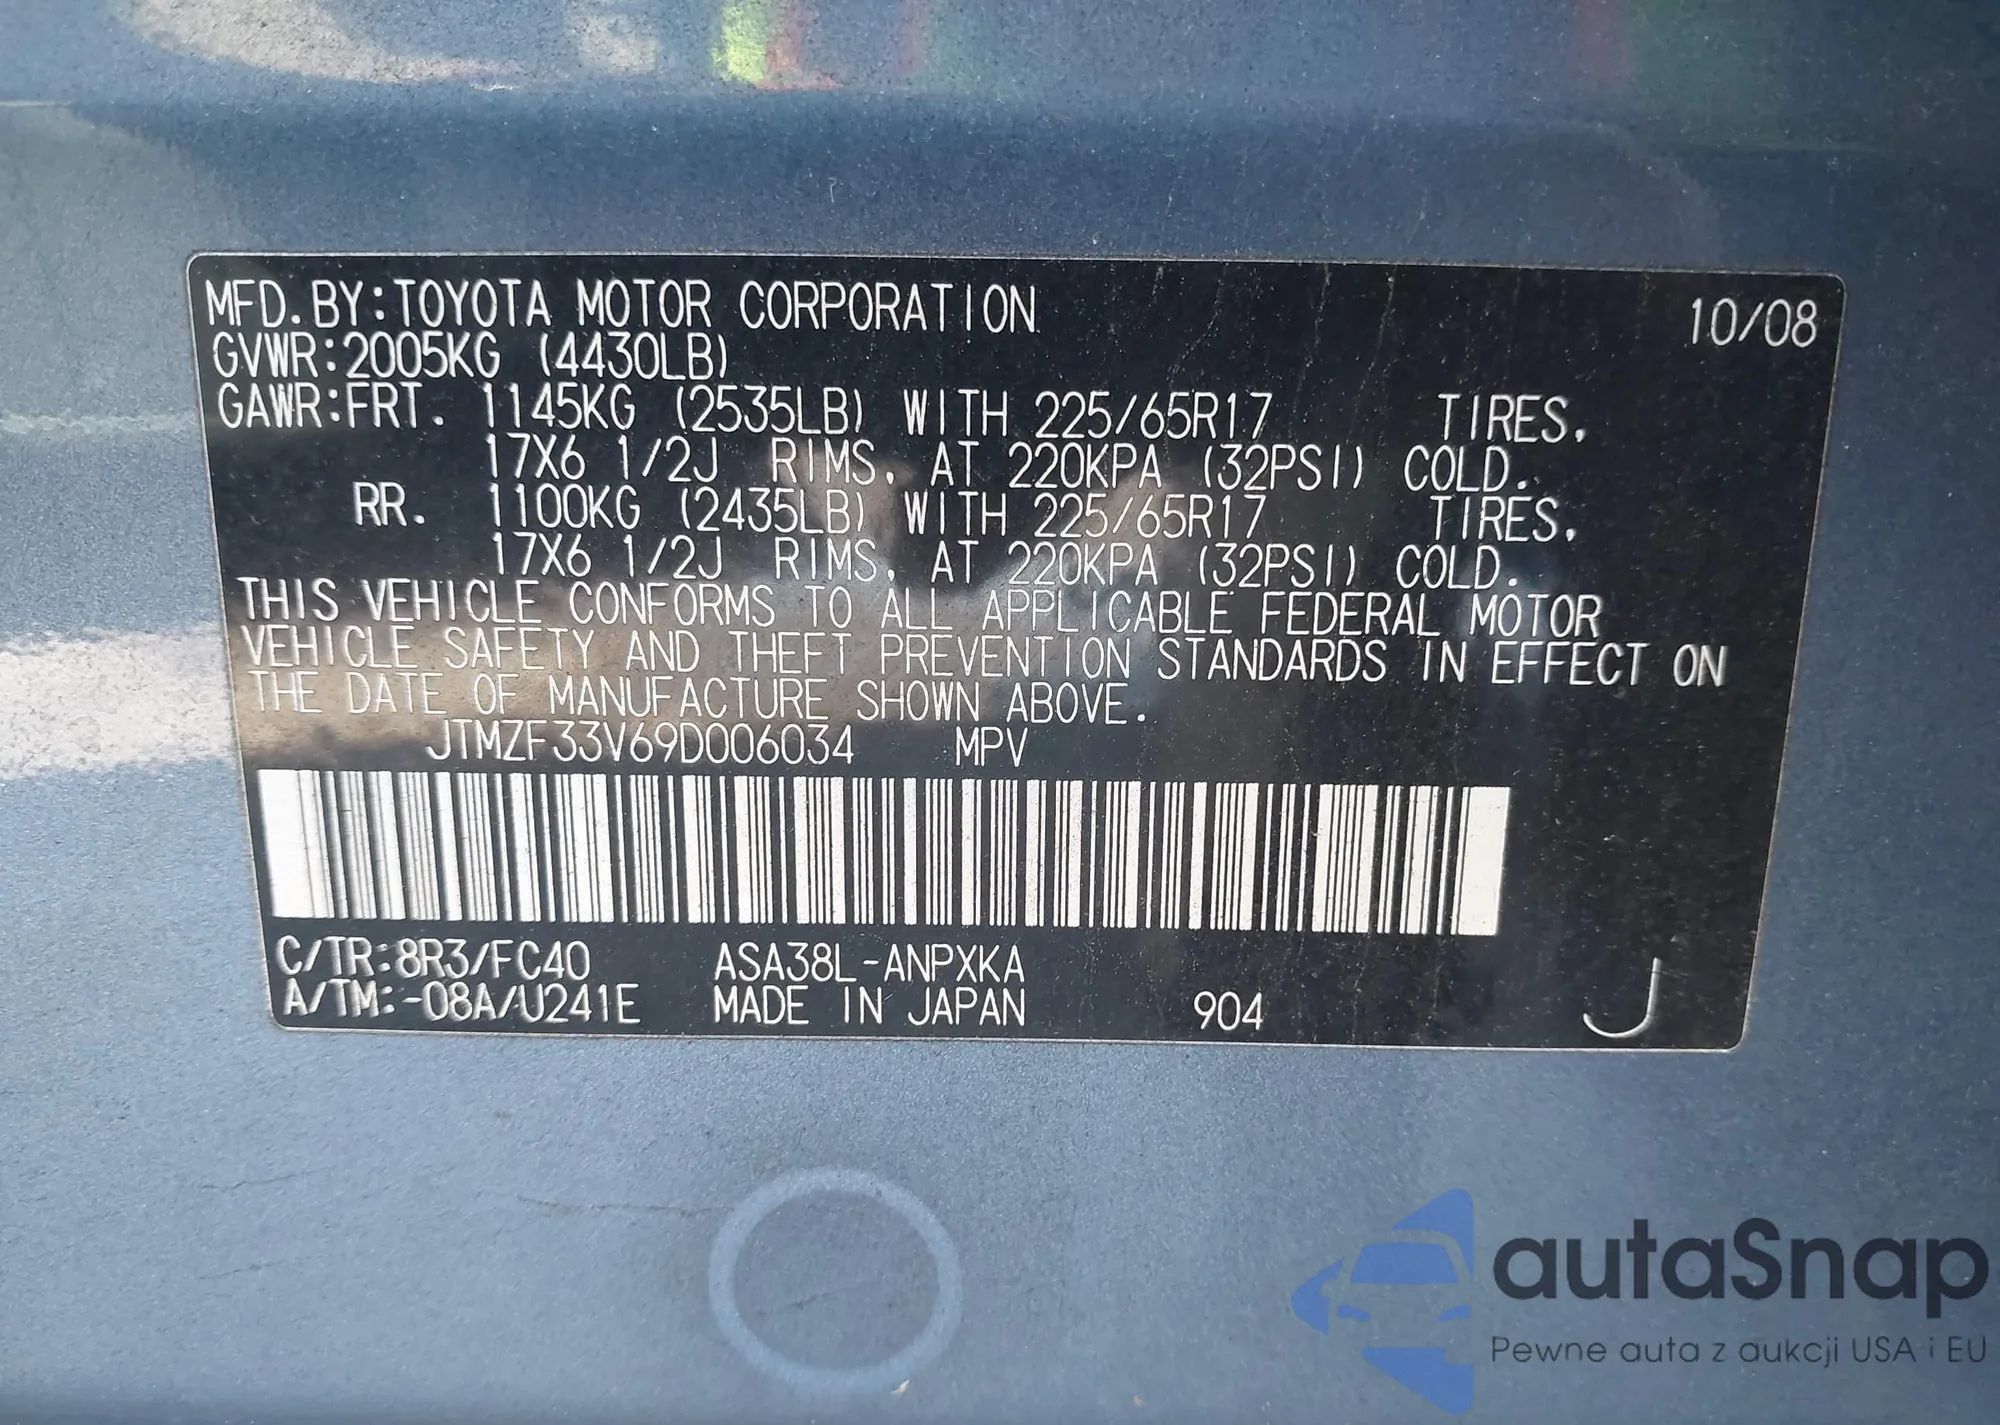 MFD. BY:TOYOTA MOTOR CORPORATION 10/08
GVWR:2005KG (4430LB)
GAWR:FRT. 1145KG (2535LB) WITH 225/65R17 TIRES,
17X6 1/2J RIMS, AT 220KPA (32PSI) COLD.
RR. 1100KG (2435LB) WITH 225/65R17 TIRES,
17X6 1/2J RIMS, AT 220KPA (32PSI) COLD.
THIS VEHICLE CONFORMS TO ALL APPLICABLE FEDERAL MOTOR
VEHICLE SAFETY AND THEFT PREVENTION STANDARDS IN EFFECT ON
THE DATE OF MANUFACTURE SHOWN ABOVE.
JTMZF33V69D006034 MPV
C/TR:8R3/FC40 ASA38L-ANPXKA
A/TM:-08A/U241E MADE IN JAPAN 904 J
autaSnap
Pewne auta z aukcji USA i EU